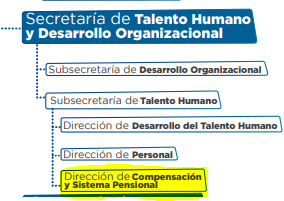 Secretaría de Talento Humano
y Desarrollo Organizacional
Subsecretaría de Desarrollo Organizacional
Subsecretaría de Talento Humano
Dirección de Desarrollo del Talento Humano
Dirección de Personal
Dirección de Compensación
y Sistema Pensional